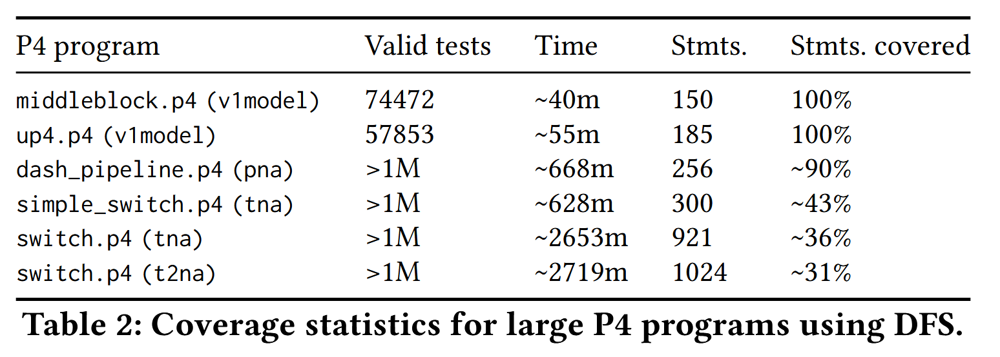 P4 program Valid tests Time Stmts. Stmts. covered
middleblock.p4 (v1model) 74472 ~40m 150 100%
up4.p4 (v1model) 57853 ~55m 185 100%
dash_pipeline.p4 (pna) >1M ~668m 256 ~90%
simple_switch.p4 (tna) >1M ~628m 300 ~43%
switch.p4 (tna) >1M ~2653m 921 ~36%
switch.p4 (t2na) >1M ~2719m 1024 ~31%
Table 2: Coverage statistics for large P4 programs using DFS.